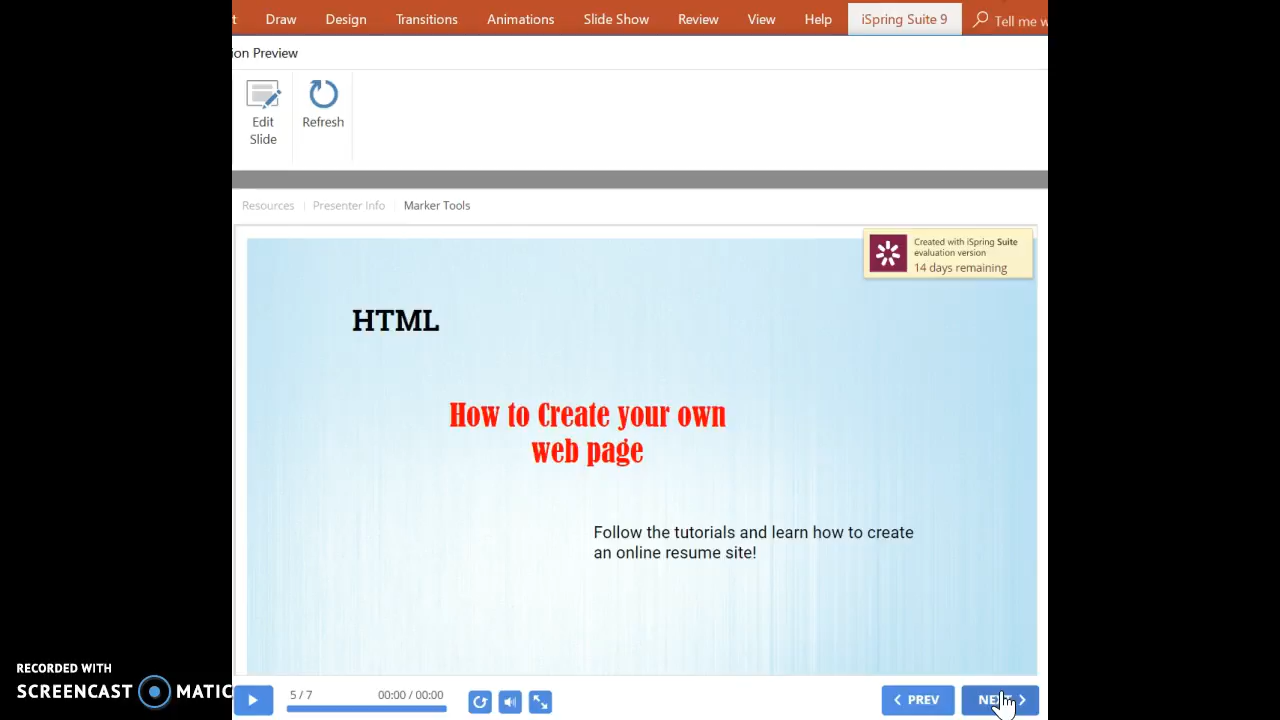 t Draw Design Transitions Animations Slide Show Review View Help iSpring Suite 9 Tell me w
ion Preview
Edit
Slide
Refresh
Resources Presenter Info Marker Tools
Created with iSpring Suite
evaluation version
14 days remaining
HTML
How to Create your own
web page
Follow the tutorials and learn how to create
an online resume site!
RECORDED WITH
SCREENCAST MATIC
5 / 7 00:00 / 00:00 PREV NEXT